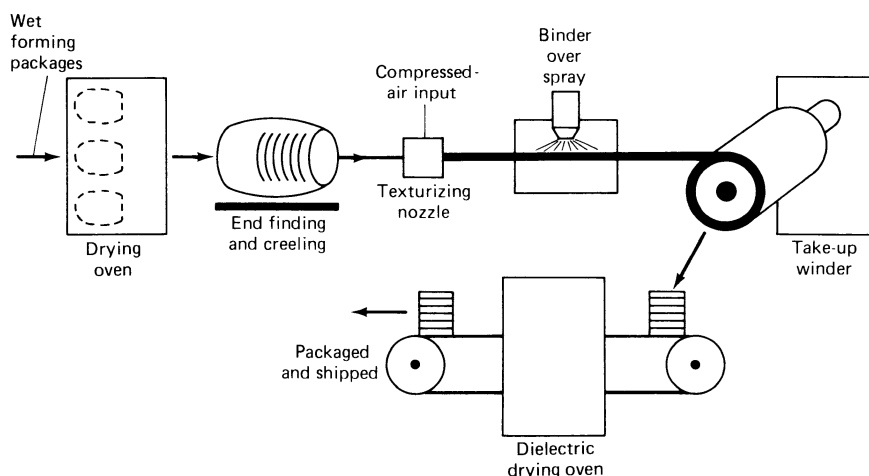 Wet
forming
packages
Drying
oven
End finding
and creeling
Compressed-
air input
Texturizing
nozzle
Binder
over
spray
Take-up
winder
Packaged
and shipped
Dielectric
drying oven